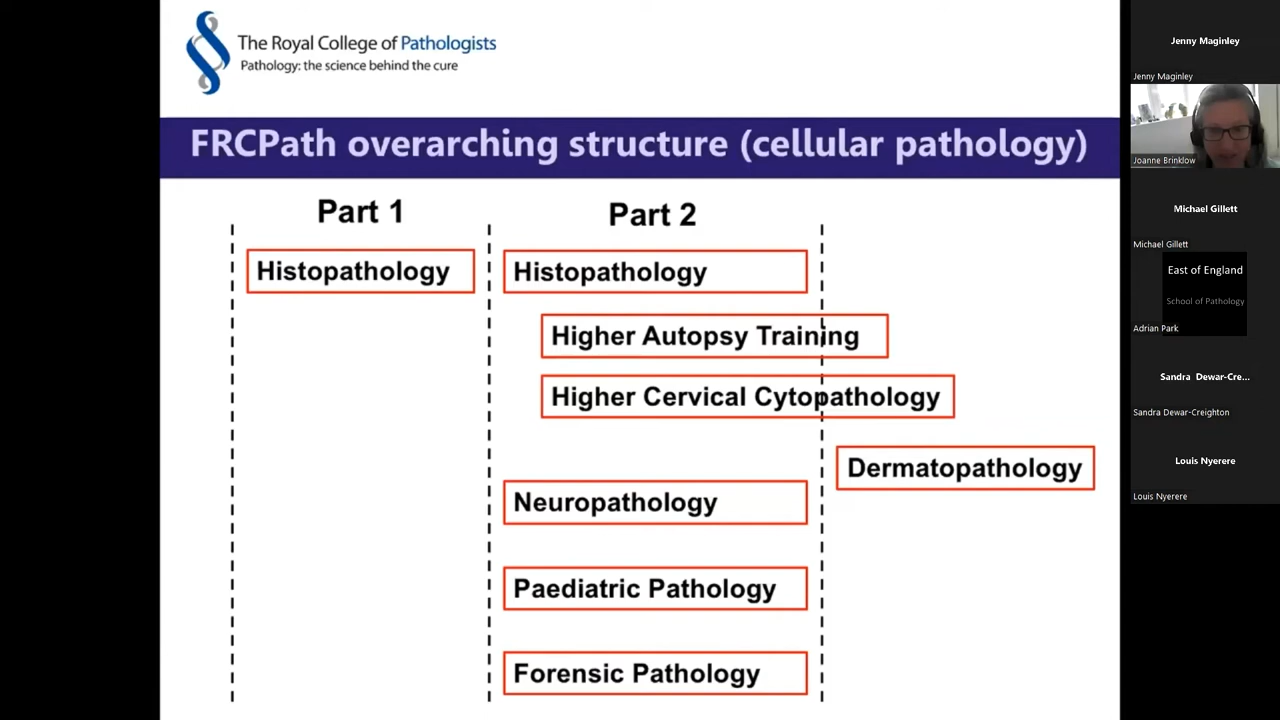 The Royal College of Pathologists
Pathology: the science behind the cure
FRCPath overarching structure (cellular pathology)
Part 1
Part 2
Histopathology
Histopathology
Higher Autopsy Training
Higher Cervical Cytopathology
Dermatopathology
Neuropathology
Paediatric Pathology
Forensic Pathology
Jenny Maginley
Jenny Maginley
Joanne Brinklow
Michael Gillett
Michael Gillett
East of England
School of Pathology
Adrian Park
Sandra Dewar-Cre...
Sandra Dewar-Creighton
Louis Nyerere
Louis Nyerere